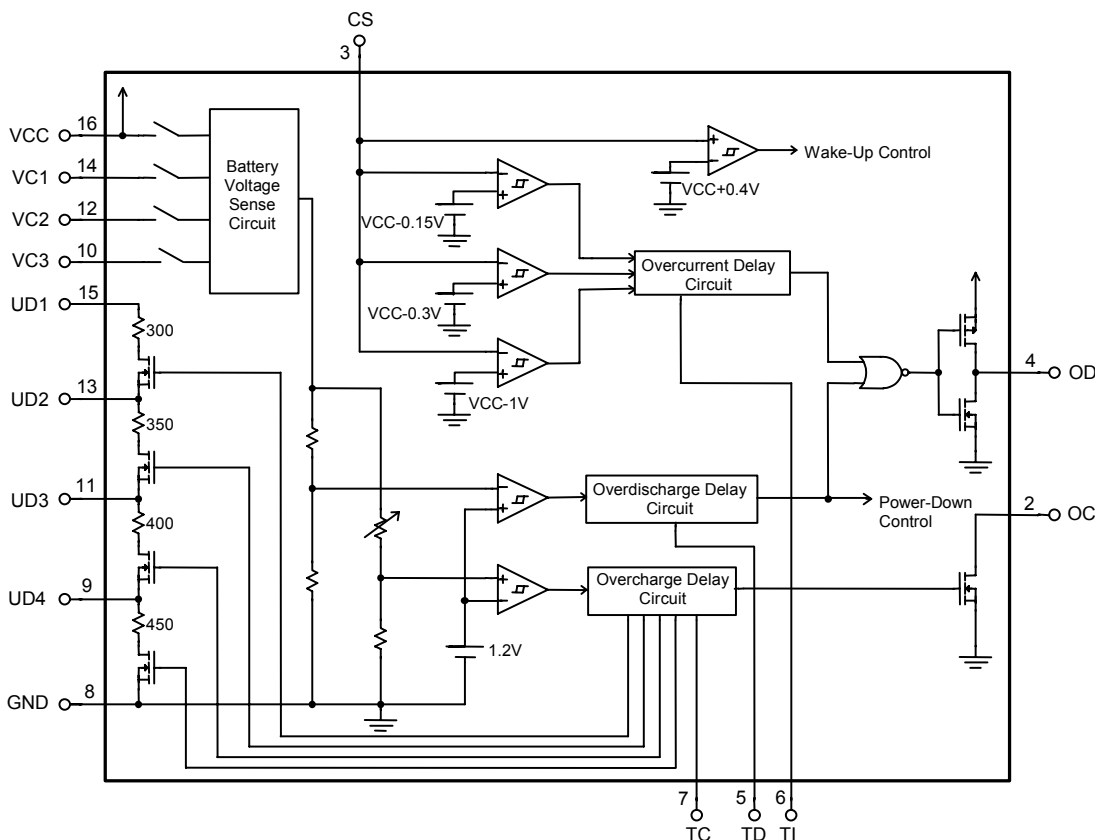 CS
3
VCC 16
VC1 14
VC2 12
VC3 10
UD1 15
300
UD2 13
350
UD3 11
400
UD4 9
450
GND 8
Battery
Voltage
Sense
Circuit
Wake-Up Control
VCC+0.4V
VCC-0.15V
VCC-0.3V
VCC-1V
Overcurrent Delay
Circuit
4 OD
Overdischarge Delay
Circuit
Power-Down
Control
2 OC
Overcharge Delay
Circuit
1.2V
7 5 6
TC TD TI